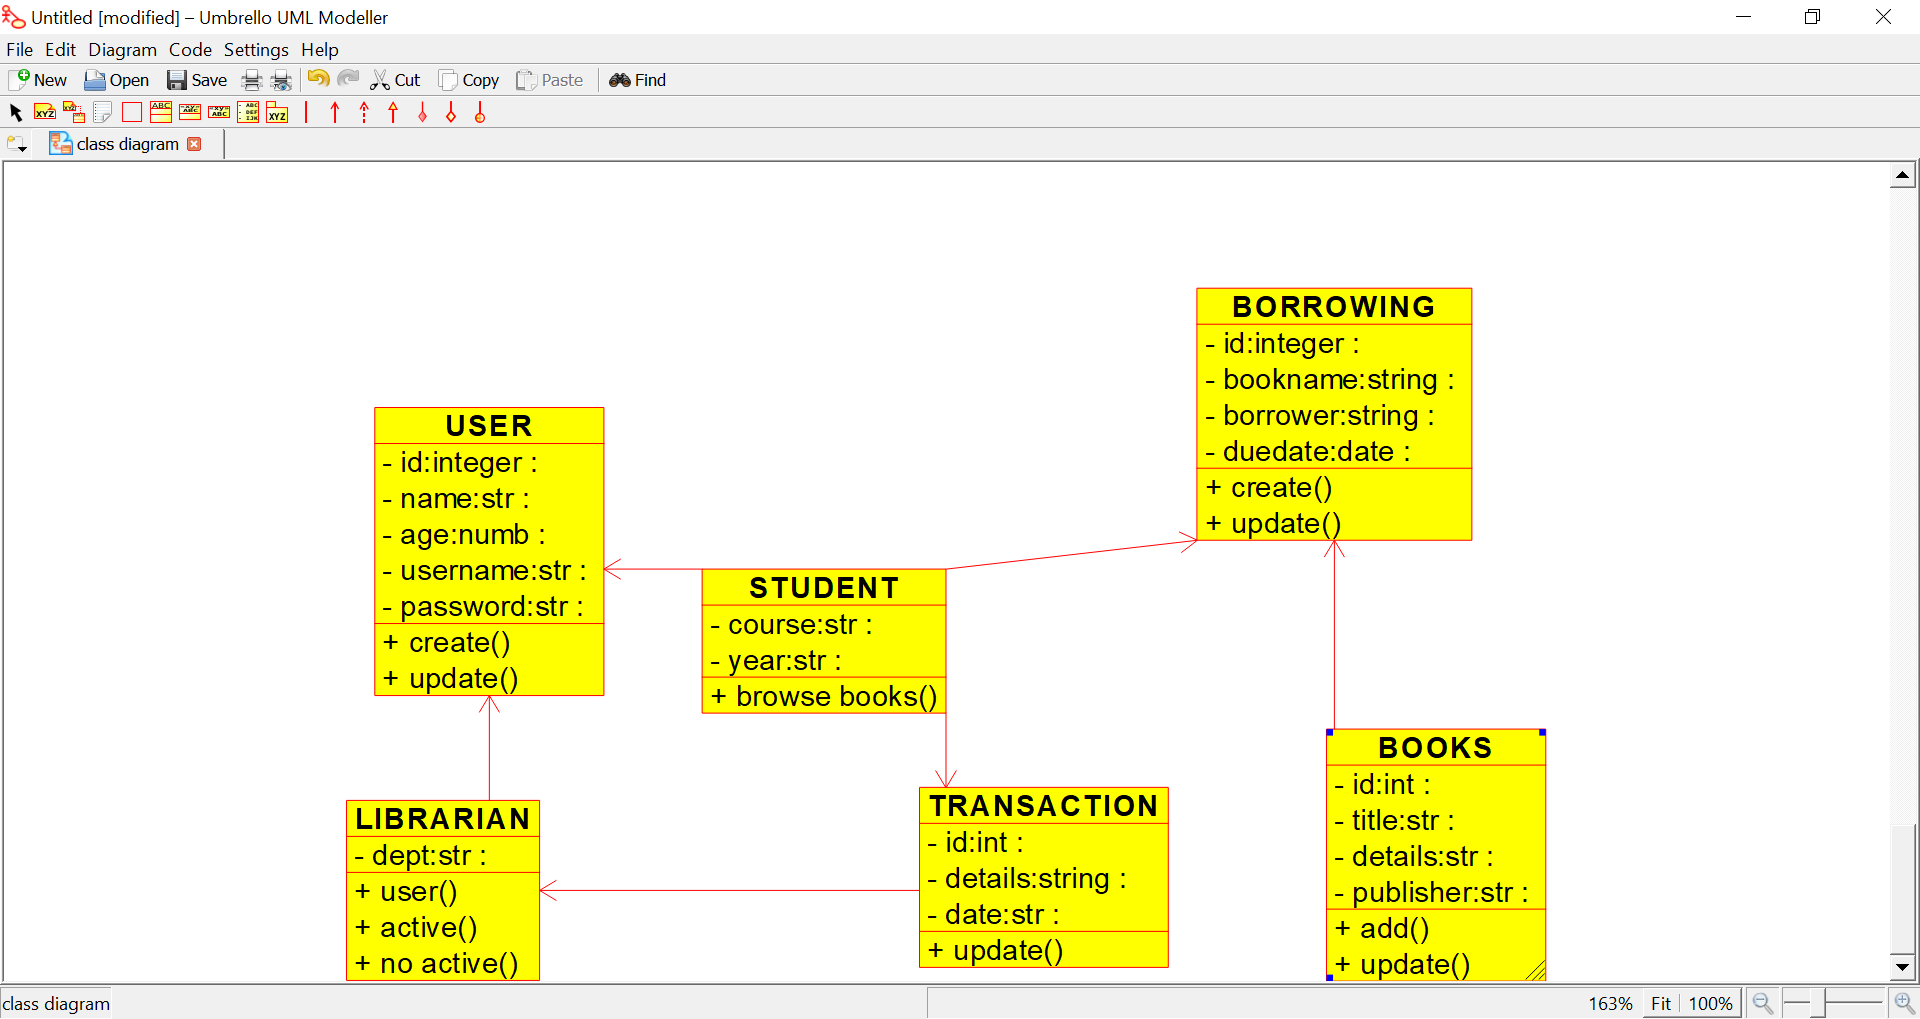 Untitled [modified] – Umbrello UML Modeller
File Edit Diagram Code Settings Help
New Open Save Cut Copy Paste Find
class diagram
BORROWING
- id:integer :
- bookname:string :
- borrower:string :
- duedate:date :
+ create()
+ update()
USER
- id:integer :
- name:str :
- age:numb :
- username:str :
- password:str :
+ create()
+ update()
STUDENT
- course:str :
- year:str :
+ browse books()
BOOKS
- id:int :
- title:str :
- details:str :
- publisher:str :
+ add()
+ update()
TRANSACTION
- id:int :
- details:string :
- date:str :
+ update()
LIBRARIAN
- dept:str :
+ user()
+ active()
+ no active()
class diagram
163% Fit 100%